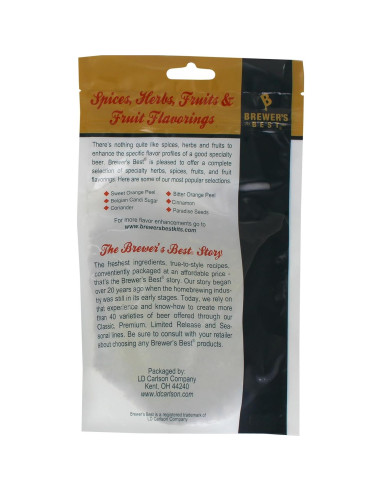 Spices, Herbs, Fruits &
Fruit Flavorings
BREWER'S
BEST
There's nothing quite like spices, herbs and fruits to
enhance the specific flavor profiles of a good specialty
beer. Brewer's Best® is pleased to offer a complete
selection of specialty herbs, spices, fruits, and fruit
flavorings. Here are some of our most popular selections.
Sweet Orange Peel
Belgian Candi Sugar
Coriander
Bitter Orange Peel
Cinnamon
Paradise Seeds
For more flavor enhancements go to
www.brewersbestkits.com
The Brewer's Best® Story
The freshest ingredients, true-to-style recipes,
conventiently packaged at an affordable price -
that's the Brewer's Best® story. Our story began
over 20 years ago when the homebrewing indus-
try was still in its early stages. Today, we rely on
that experience and know-how to create more
than 40 varieties of beer offered through our
Classic, Premium, Limited Release and Sea-
sonal lines. Be sure to consult with your retailer
about choosing any Brewer's Best® products.
Packaged by:
LD Carlson Company
Kent, OH 44240
www.ldcarlson.com
Brewer's Best is a registered trademark of
LD Carlson Company